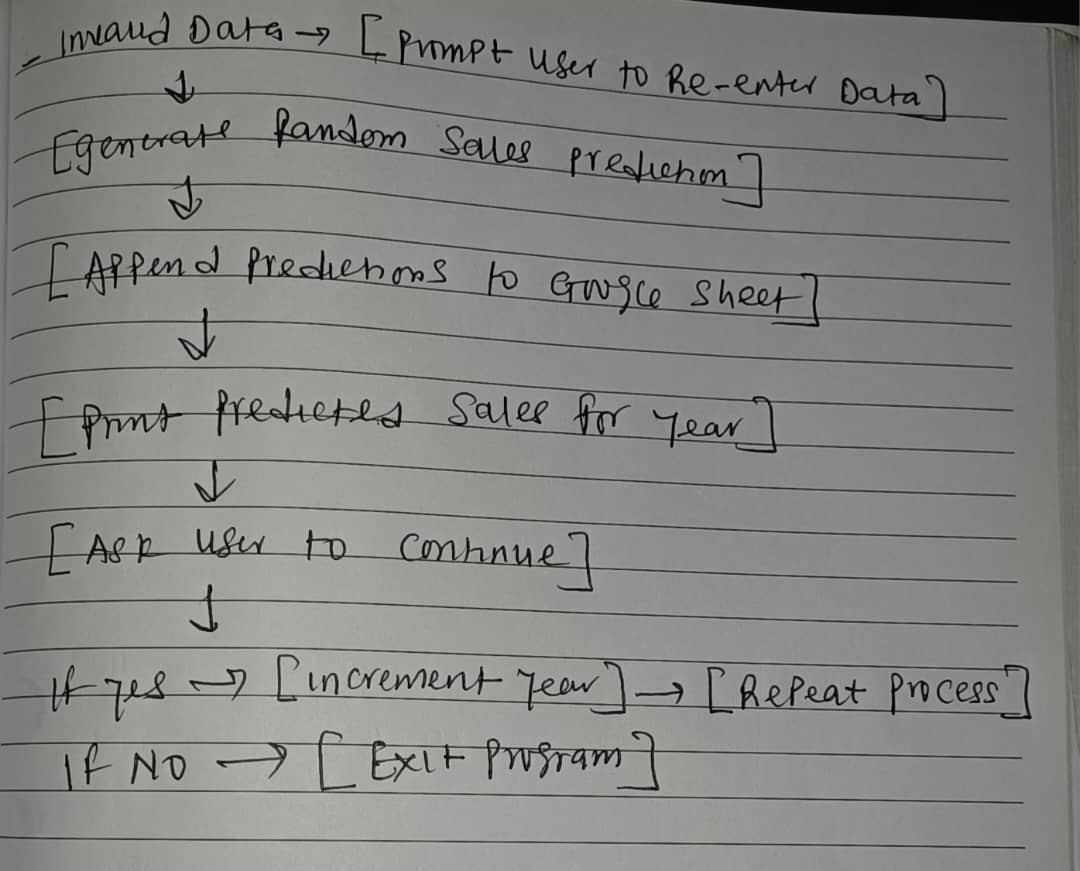 - Invalid Data → [Prompt User to Re-enter Data]
↓
[generate Random Sales prediction]
↓
[Append Predictions to Google Sheet]
↓
[Print Predicted Sales for year]
↓
[Ask user to continue]
↓
If yes → [increment year] → [Repeat Process]
If NO → [Exit Program]